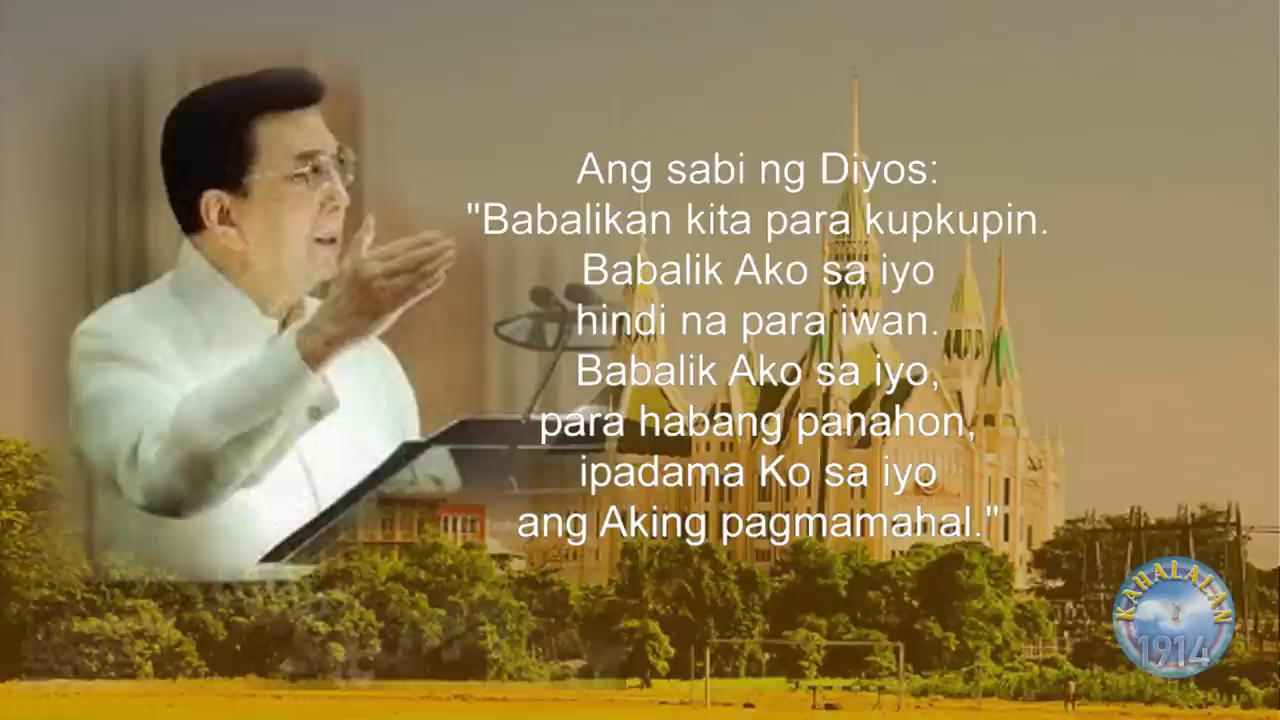 Ang sabi ng Diyos:
"Babalikan kita para kupkupin.
Babalik Ako sa iyo
hindi na para iwan.
Babalik Ako sa iyo,
para habang panahon,
ipadama Ko sa iyo
ang Aking pagmamahal."
KAHALALAN
1914